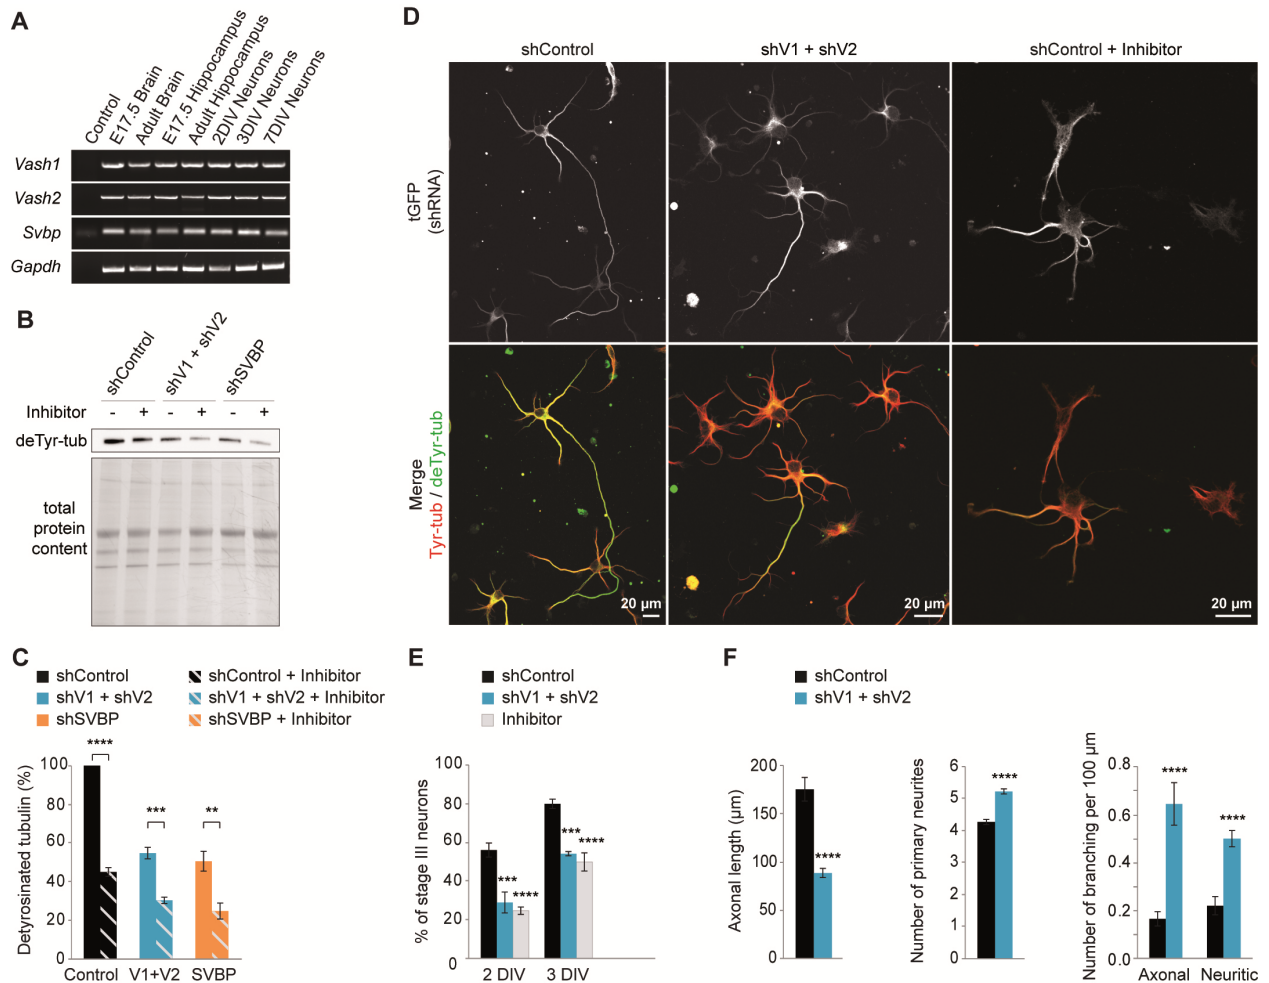 A
Control
E17.5 Brain
Adult Brain
E17.5 Hippocampus
Adult Hippocampus
2DIV Neurons
3DIV Neurons
7DIV Neurons
Vash1
Vash2
Svbp
Gapdh
B
shControl
shV1 + shV2
shSVBP
Inhibitor - + - + - +
deTyr-tub
total
protein
content
C
shControl
shV1 + shV2
shSVBP
shControl + Inhibitor
shV1 + shV2 + Inhibitor
shSVBP + Inhibitor
Detyrosinated tubulin (%)
100
80
60
40
20
0
****
***
**
Control V1+V2 SVBP
D
shControl shV1 + shV2 shControl + Inhibitor
tGFP
(shRNA)
Merge
Tyr-tub / deTyr-tub
20 µm 20 µm 20 µm
E
shControl
shV1 + shV2
Inhibitor
% of stage III neurons
100
80
60
40
20
0
***
****
***
****
2 DIV 3 DIV
F
shControl
shV1 + shV2
Axonal length (µm)
200
150
100
50
0
****
Number of primary neurites
6
5
4
3
2
1
0
****
Number of branching per 100 µm
0.8
0.6
0.4
0.2
0
****
****
Axonal Neuritic